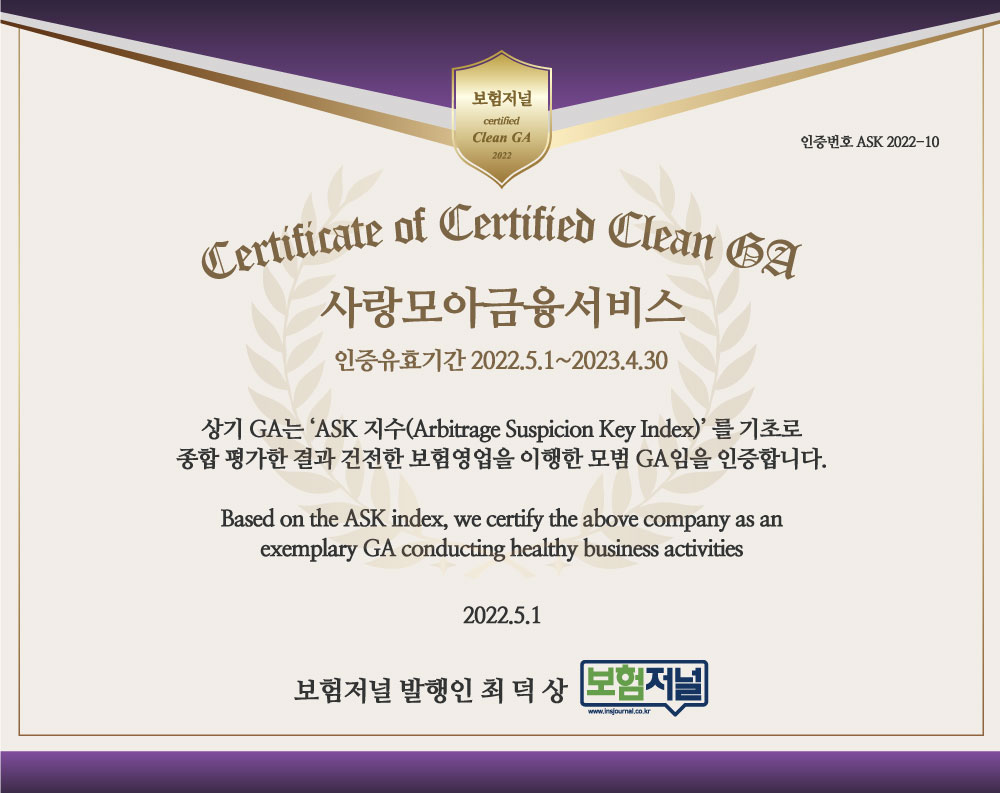 보험저널
certified
Clean GA
2022
인증번호 ASK 2022-10
Certificate of Certified Clean GA
사랑모아금융서비스
인증유효기간 2022.5.1~2023.4.30
상기 GA는 ‘ASK 지수(Arbitrage Suspicion Key Index)’ 를 기초로
종합 평가한 결과 건전한 보험영업을 이행한 모범 GA임을 인증합니다.
Based on the ASK index, we certify the above company as an
exemplary GA conducting healthy business activities
2022.5.1
보험저널 발행인 최 덕 상
보험저널
www.insjournal.co.kr